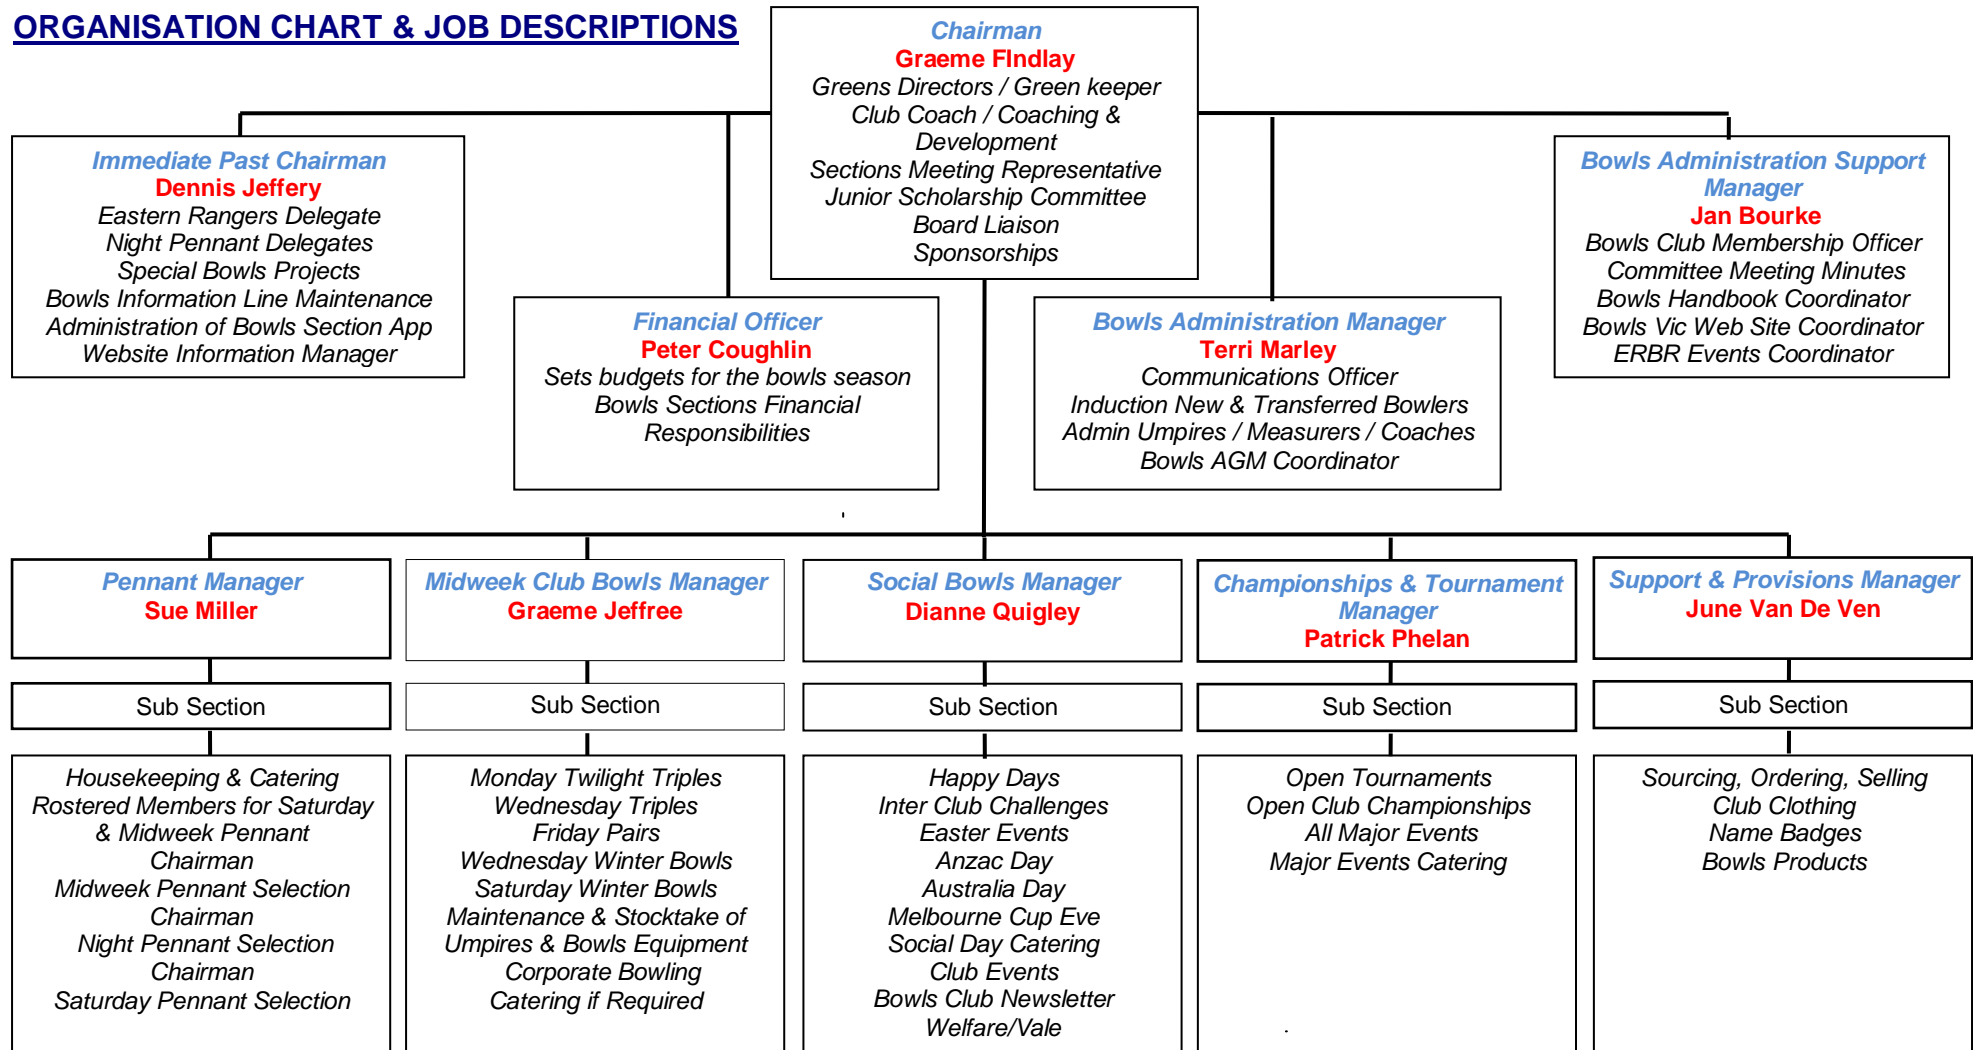 ORGANISATION CHART & JOB DESCRIPTIONS
Chairman
Graeme FIndlay
Greens Directors / Green keeper
Club Coach / Coaching &
Development
Sections Meeting Representative
Junior Scholarship Committee
Board Liaison
Sponsorships
Immediate Past Chairman
Dennis Jeffery
Eastern Rangers Delegate
Night Pennant Delegates
Special Bowls Projects
Bowls Information Line Maintenance
Administration of Bowls Section App
Website Information Manager
Financial Officer
Peter Coughlin
Sets budgets for the bowls season
Bowls Sections Financial
Responsibilities
Bowls Administration Manager
Terri Marley
Communications Officer
Induction New & Transferred Bowlers
Admin Umpires / Measurers / Coaches
Bowls AGM Coordinator
Bowls Administration Support
Manager
Jan Bourke
Bowls Club Membership Officer
Committee Meeting Minutes
Bowls Handbook Coordinator
Bowls Vic Web Site Coordinator
ERBR Events Coordinator
Pennant Manager
Sue Miller
Sub Section
Housekeeping & Catering
Rostered Members for Saturday
& Midweek Pennant
Chairman
Midweek Pennant Selection
Chairman
Night Pennant Selection
Chairman
Saturday Pennant Selection
Midweek Club Bowls Manager
Graeme Jeffree
Sub Section
Monday Twilight Triples
Wednesday Triples
Friday Pairs
Wednesday Winter Bowls
Saturday Winter Bowls
Maintenance & Stocktake of
Umpires & Bowls Equipment
Corporate Bowling
Catering if Required
Social Bowls Manager
Dianne Quigley
Sub Section
Happy Days
Inter Club Challenges
Easter Events
Anzac Day
Australia Day
Melbourne Cup Eve
Social Day Catering
Club Events
Bowls Club Newsletter
Welfare/Vale
Championships & Tournament
Manager
Patrick Phelan
Sub Section
Open Tournaments
Open Club Championships
All Major Events
Major Events Catering
Support & Provisions Manager
June Van De Ven
Sub Section
Sourcing, Ordering, Selling
Club Clothing
Name Badges
Bowls Products